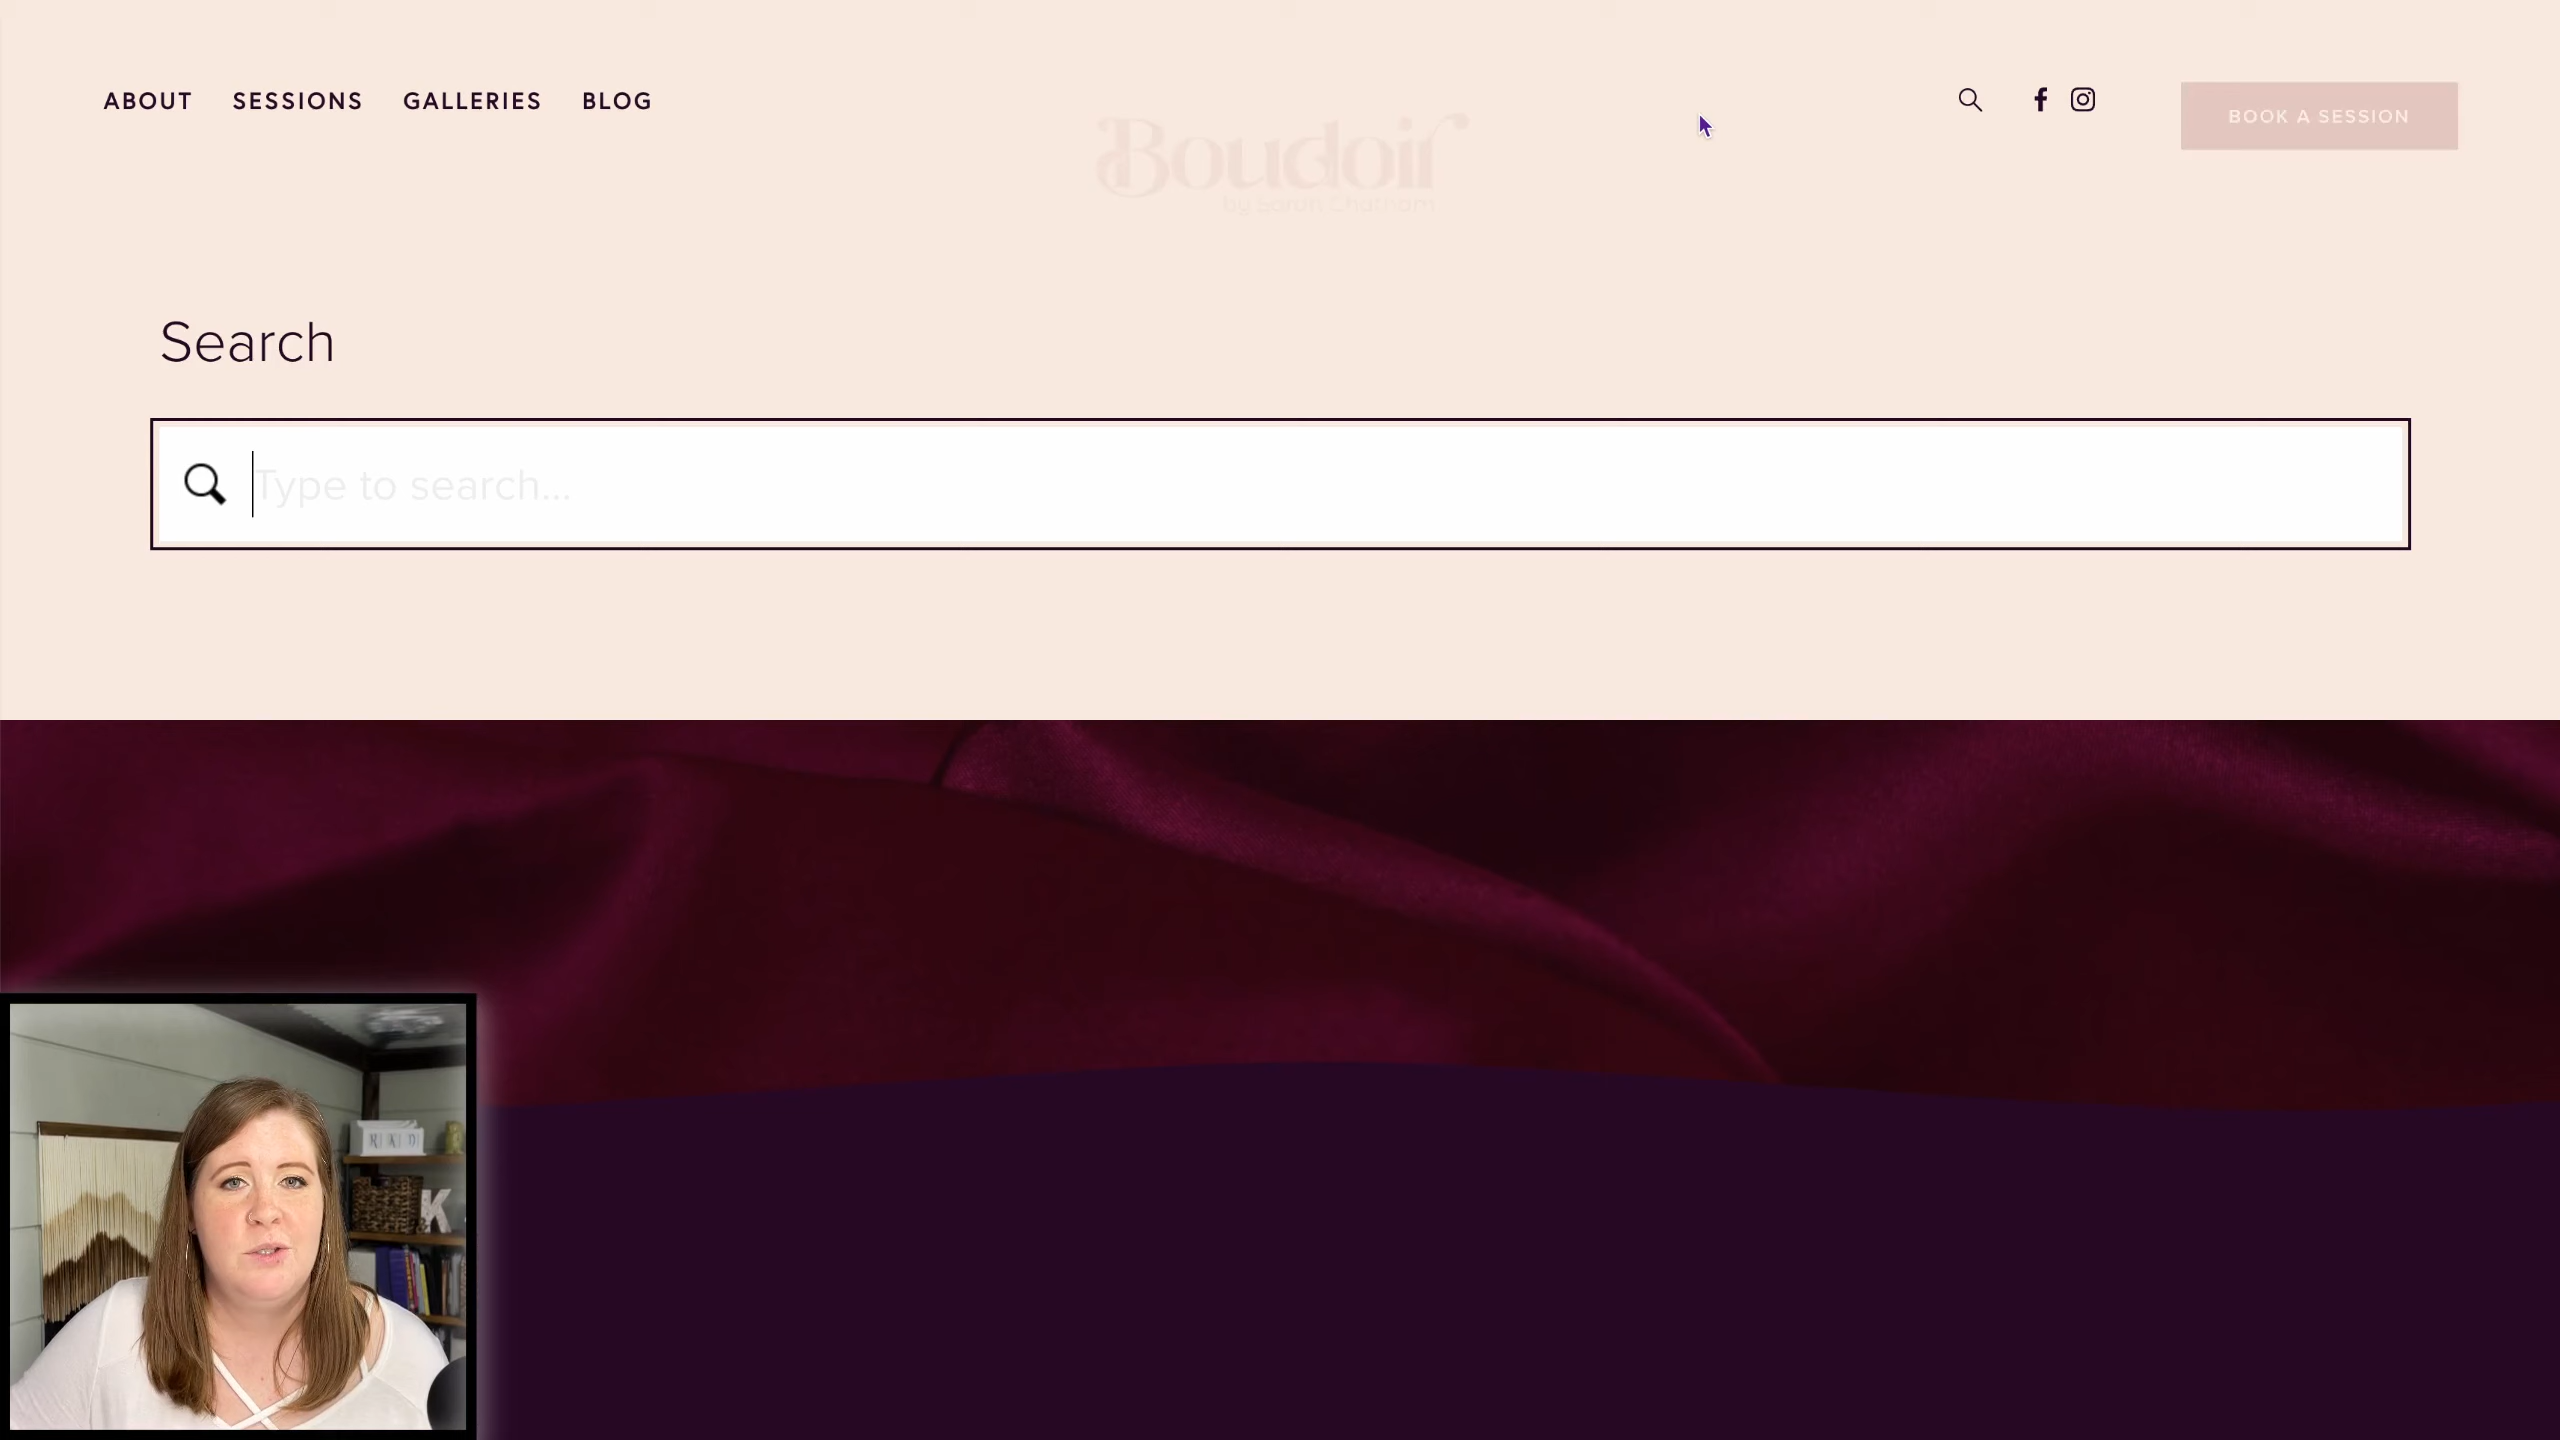 ABOUT SESSIONS GALLERIES BLOG
BOOK A SESSION
Boudoir
by Sarah Chatham
Search
Type to search...
K